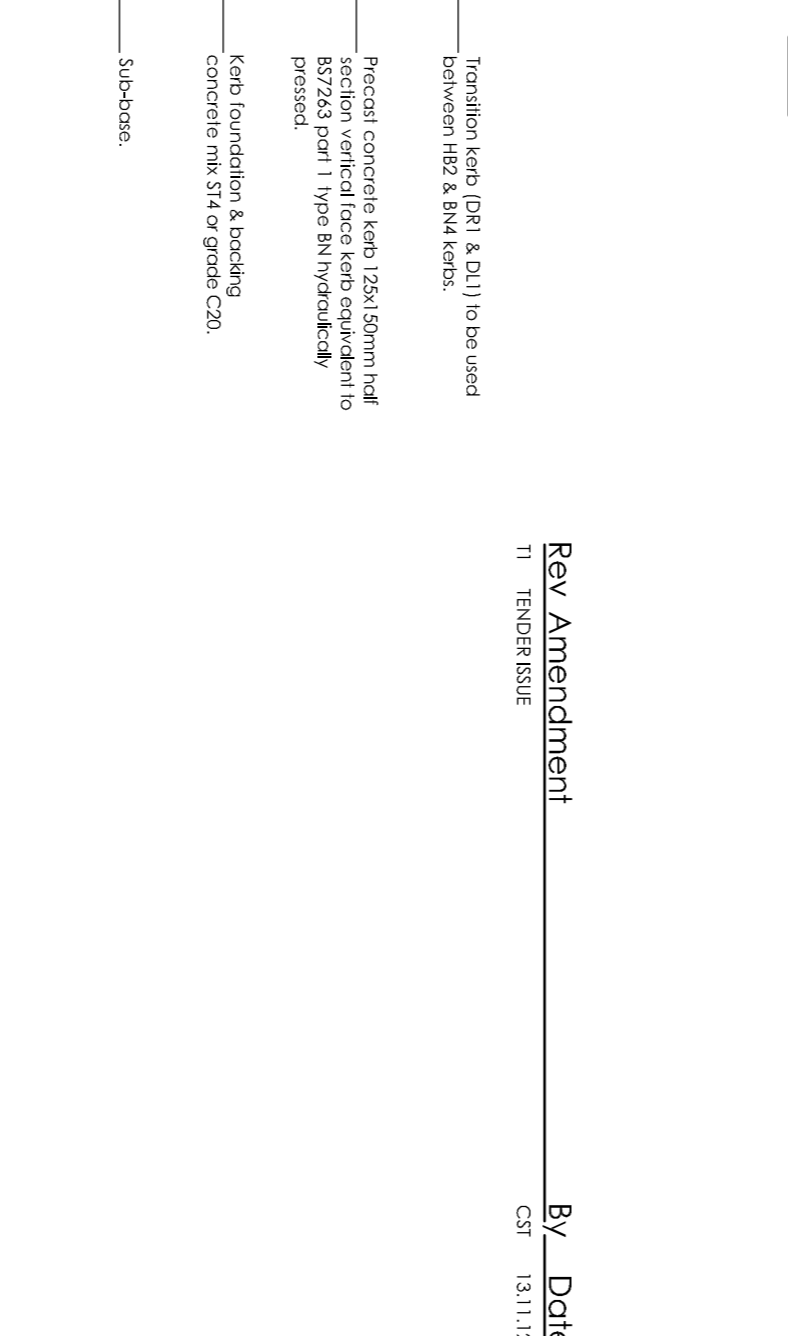 Transition kerb (DR1 & DL1) to be used
between HB2 & BN4 kerbs.
Precast concrete kerb 125x150mm half
section vertical face kerb equivalent to
BS7263 part 1 type BN hydraulically
pressed.
Kerb foundation & backing
concrete mix ST4 or grade C20.
Sub-base.
Rev Amendment By Date
T1 TENDER ISSUE CST